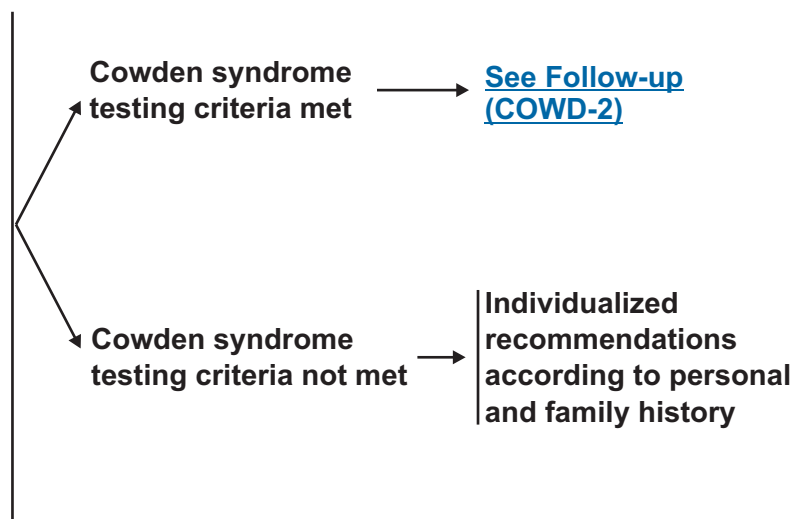 Cowden syndrome
testing criteria met
See Follow-up
(COWD-2)
Cowden syndrome
testing criteria not met
Individualized
recommendations
according to personal
and family history